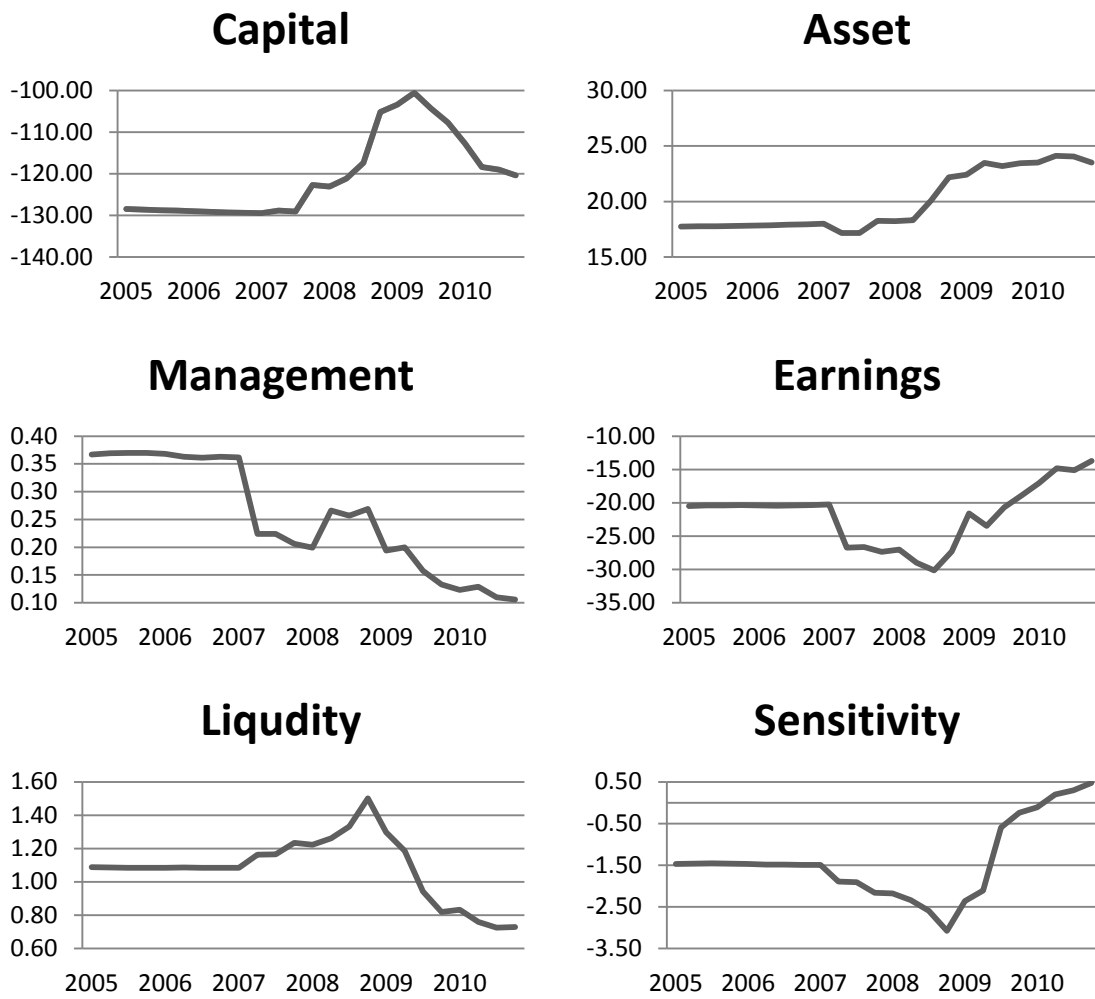 Capital
-100.00
-110.00
-120.00
-130.00
-140.00
2005 2006 2007 2008 2009 2010
Asset
30.00
25.00
20.00
15.00
2005 2006 2007 2008 2009 2010
Management
0.40
0.35
0.30
0.25
0.20
0.15
0.10
2005 2006 2007 2008 2009 2010
Earnings
-10.00
-15.00
-20.00
-25.00
-30.00
-35.00
2005 2006 2007 2008 2009 2010
Liqudity
1.60
1.40
1.20
1.00
0.80
0.60
2005 2006 2007 2008 2009 2010
Sensitivity
0.50
-0.50
-1.50
-2.50
-3.50
2005 2006 2007 2008 2009 2010